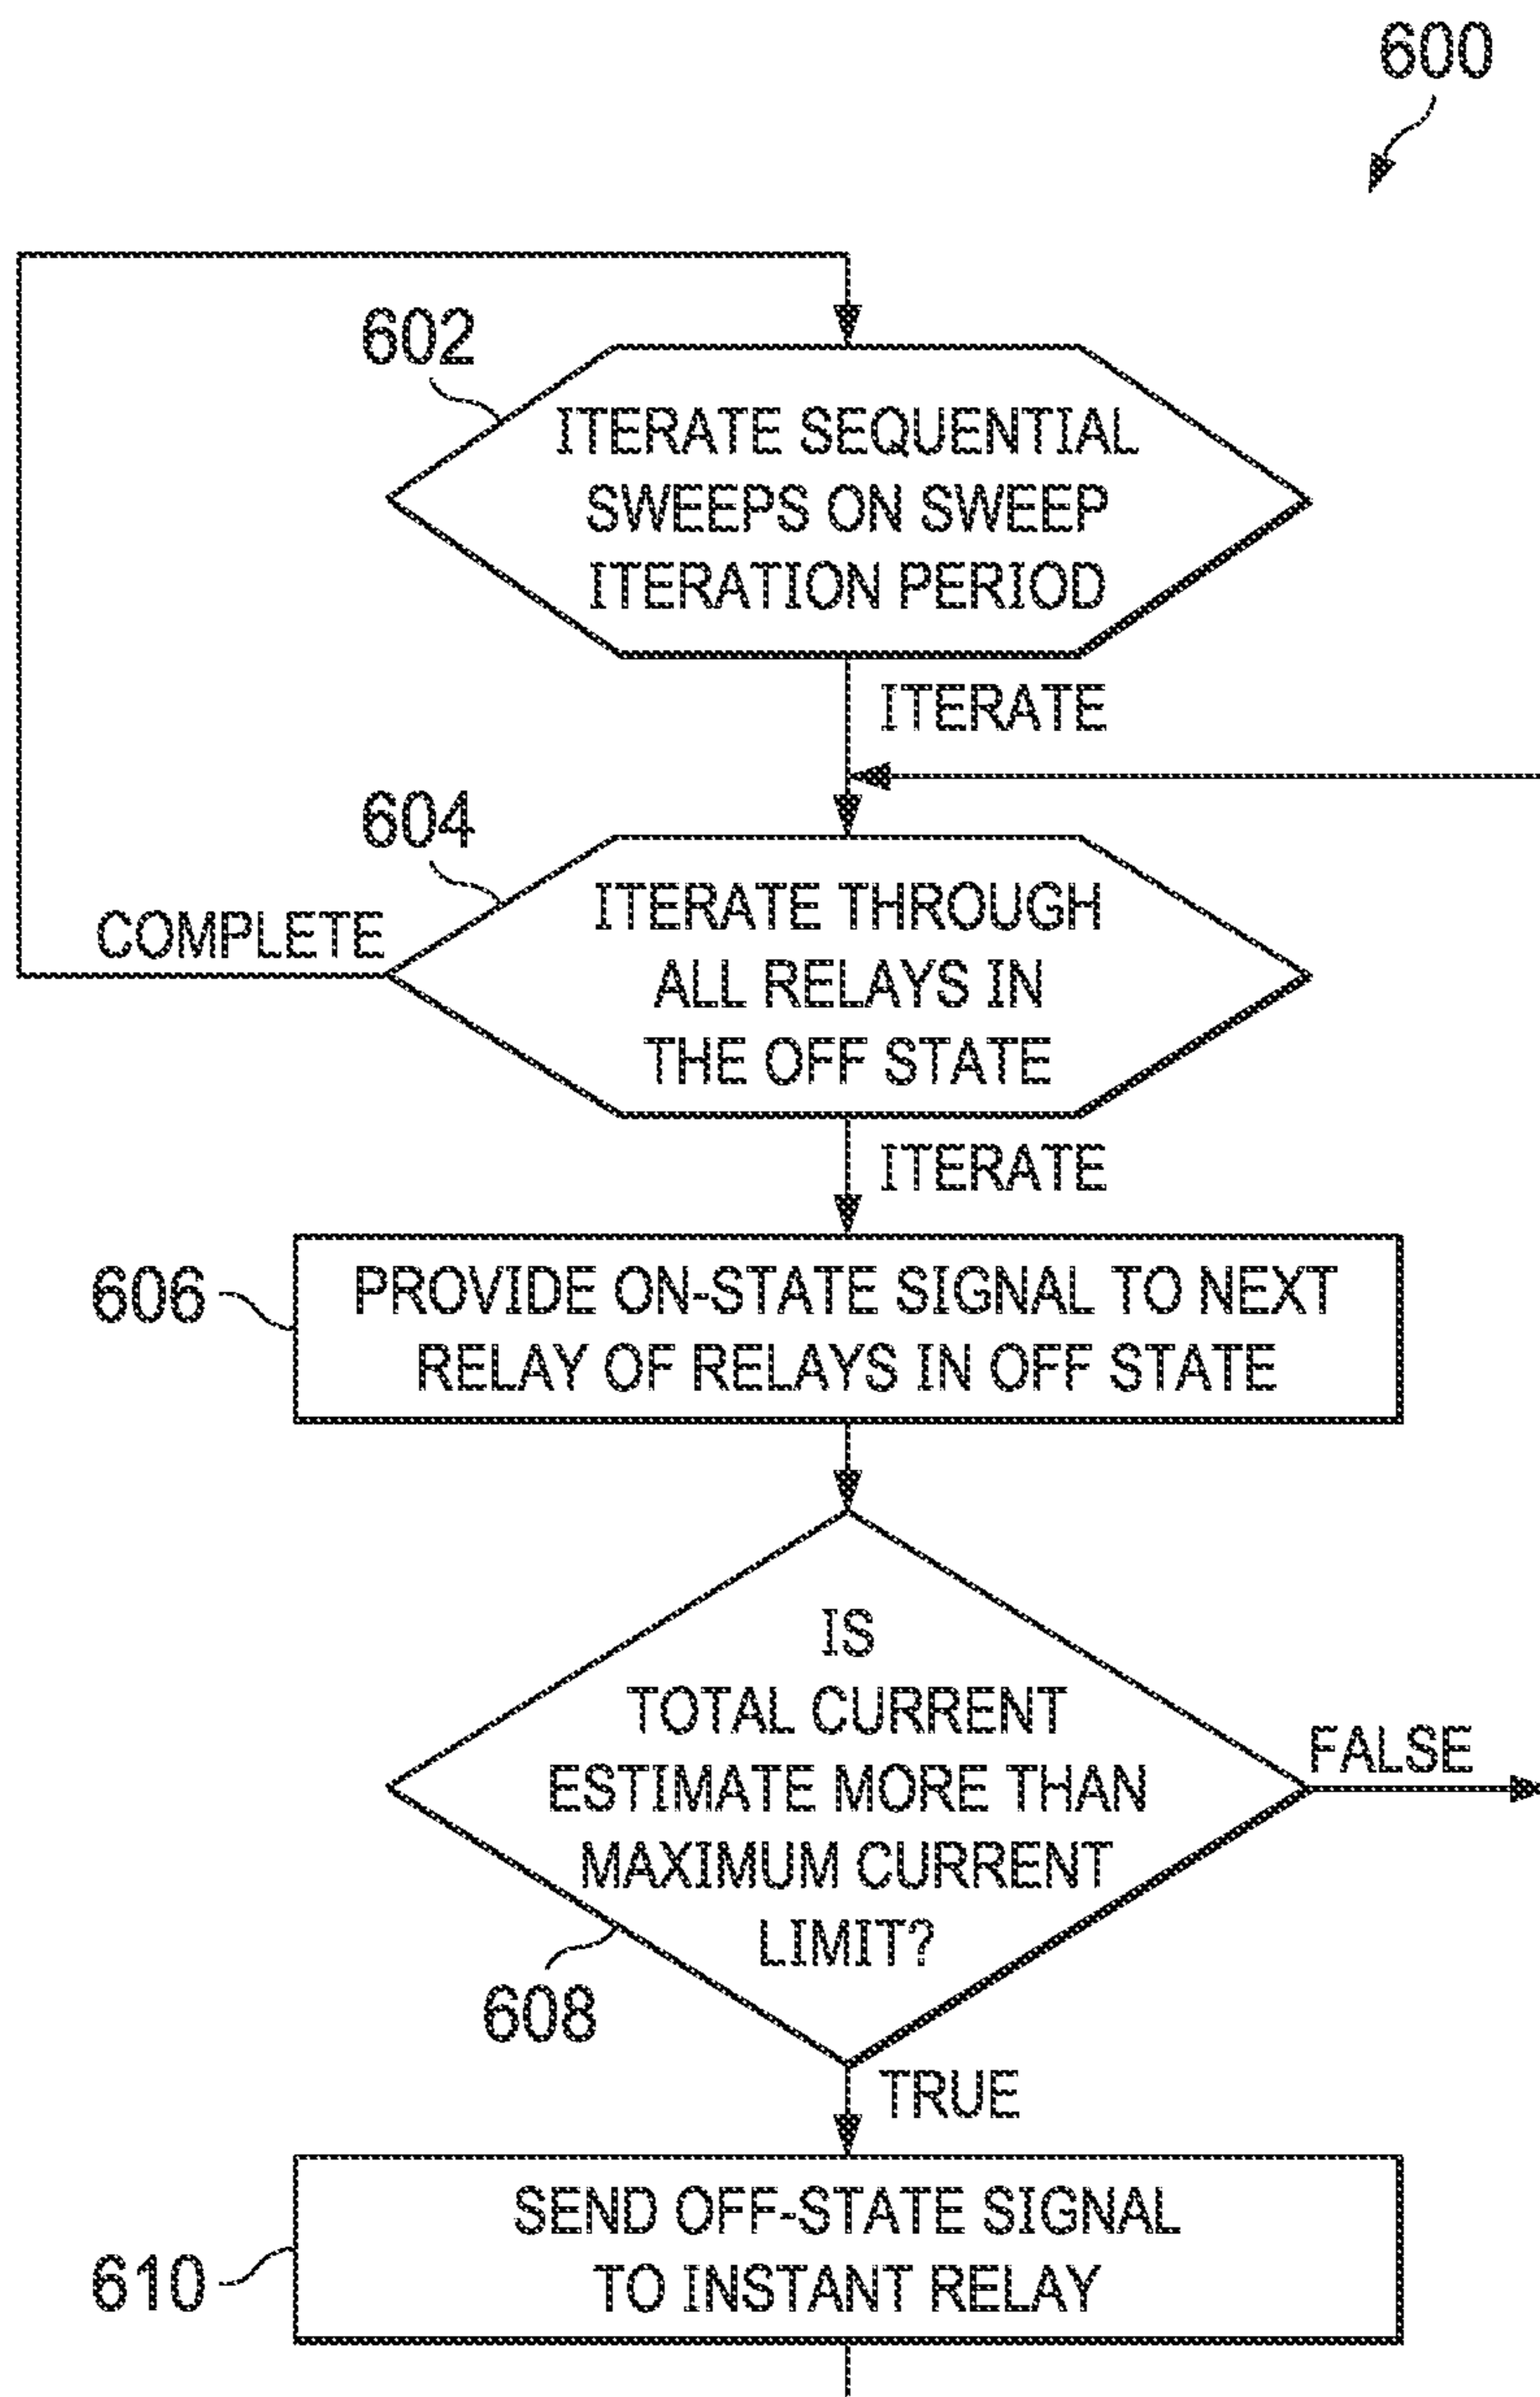 600
602
ITERATE SEQUENTIAL
SWEEPS ON SWEEP
ITERATION PERIOD
ITERATE
604
COMPLETE
ITERATE THROUGH
ALL RELAYS IN
THE OFF STATE
ITERATE
606
PROVIDE ON-STATE SIGNAL TO NEXT
RELAY OF RELAYS IN OFF STATE
IS
TOTAL CURRENT
ESTIMATE MORE THAN
MAXIMUM CURRENT
LIMIT?
FALSE
608
TRUE
610
SEND OFF-STATE SIGNAL
TO INSTANT RELAY